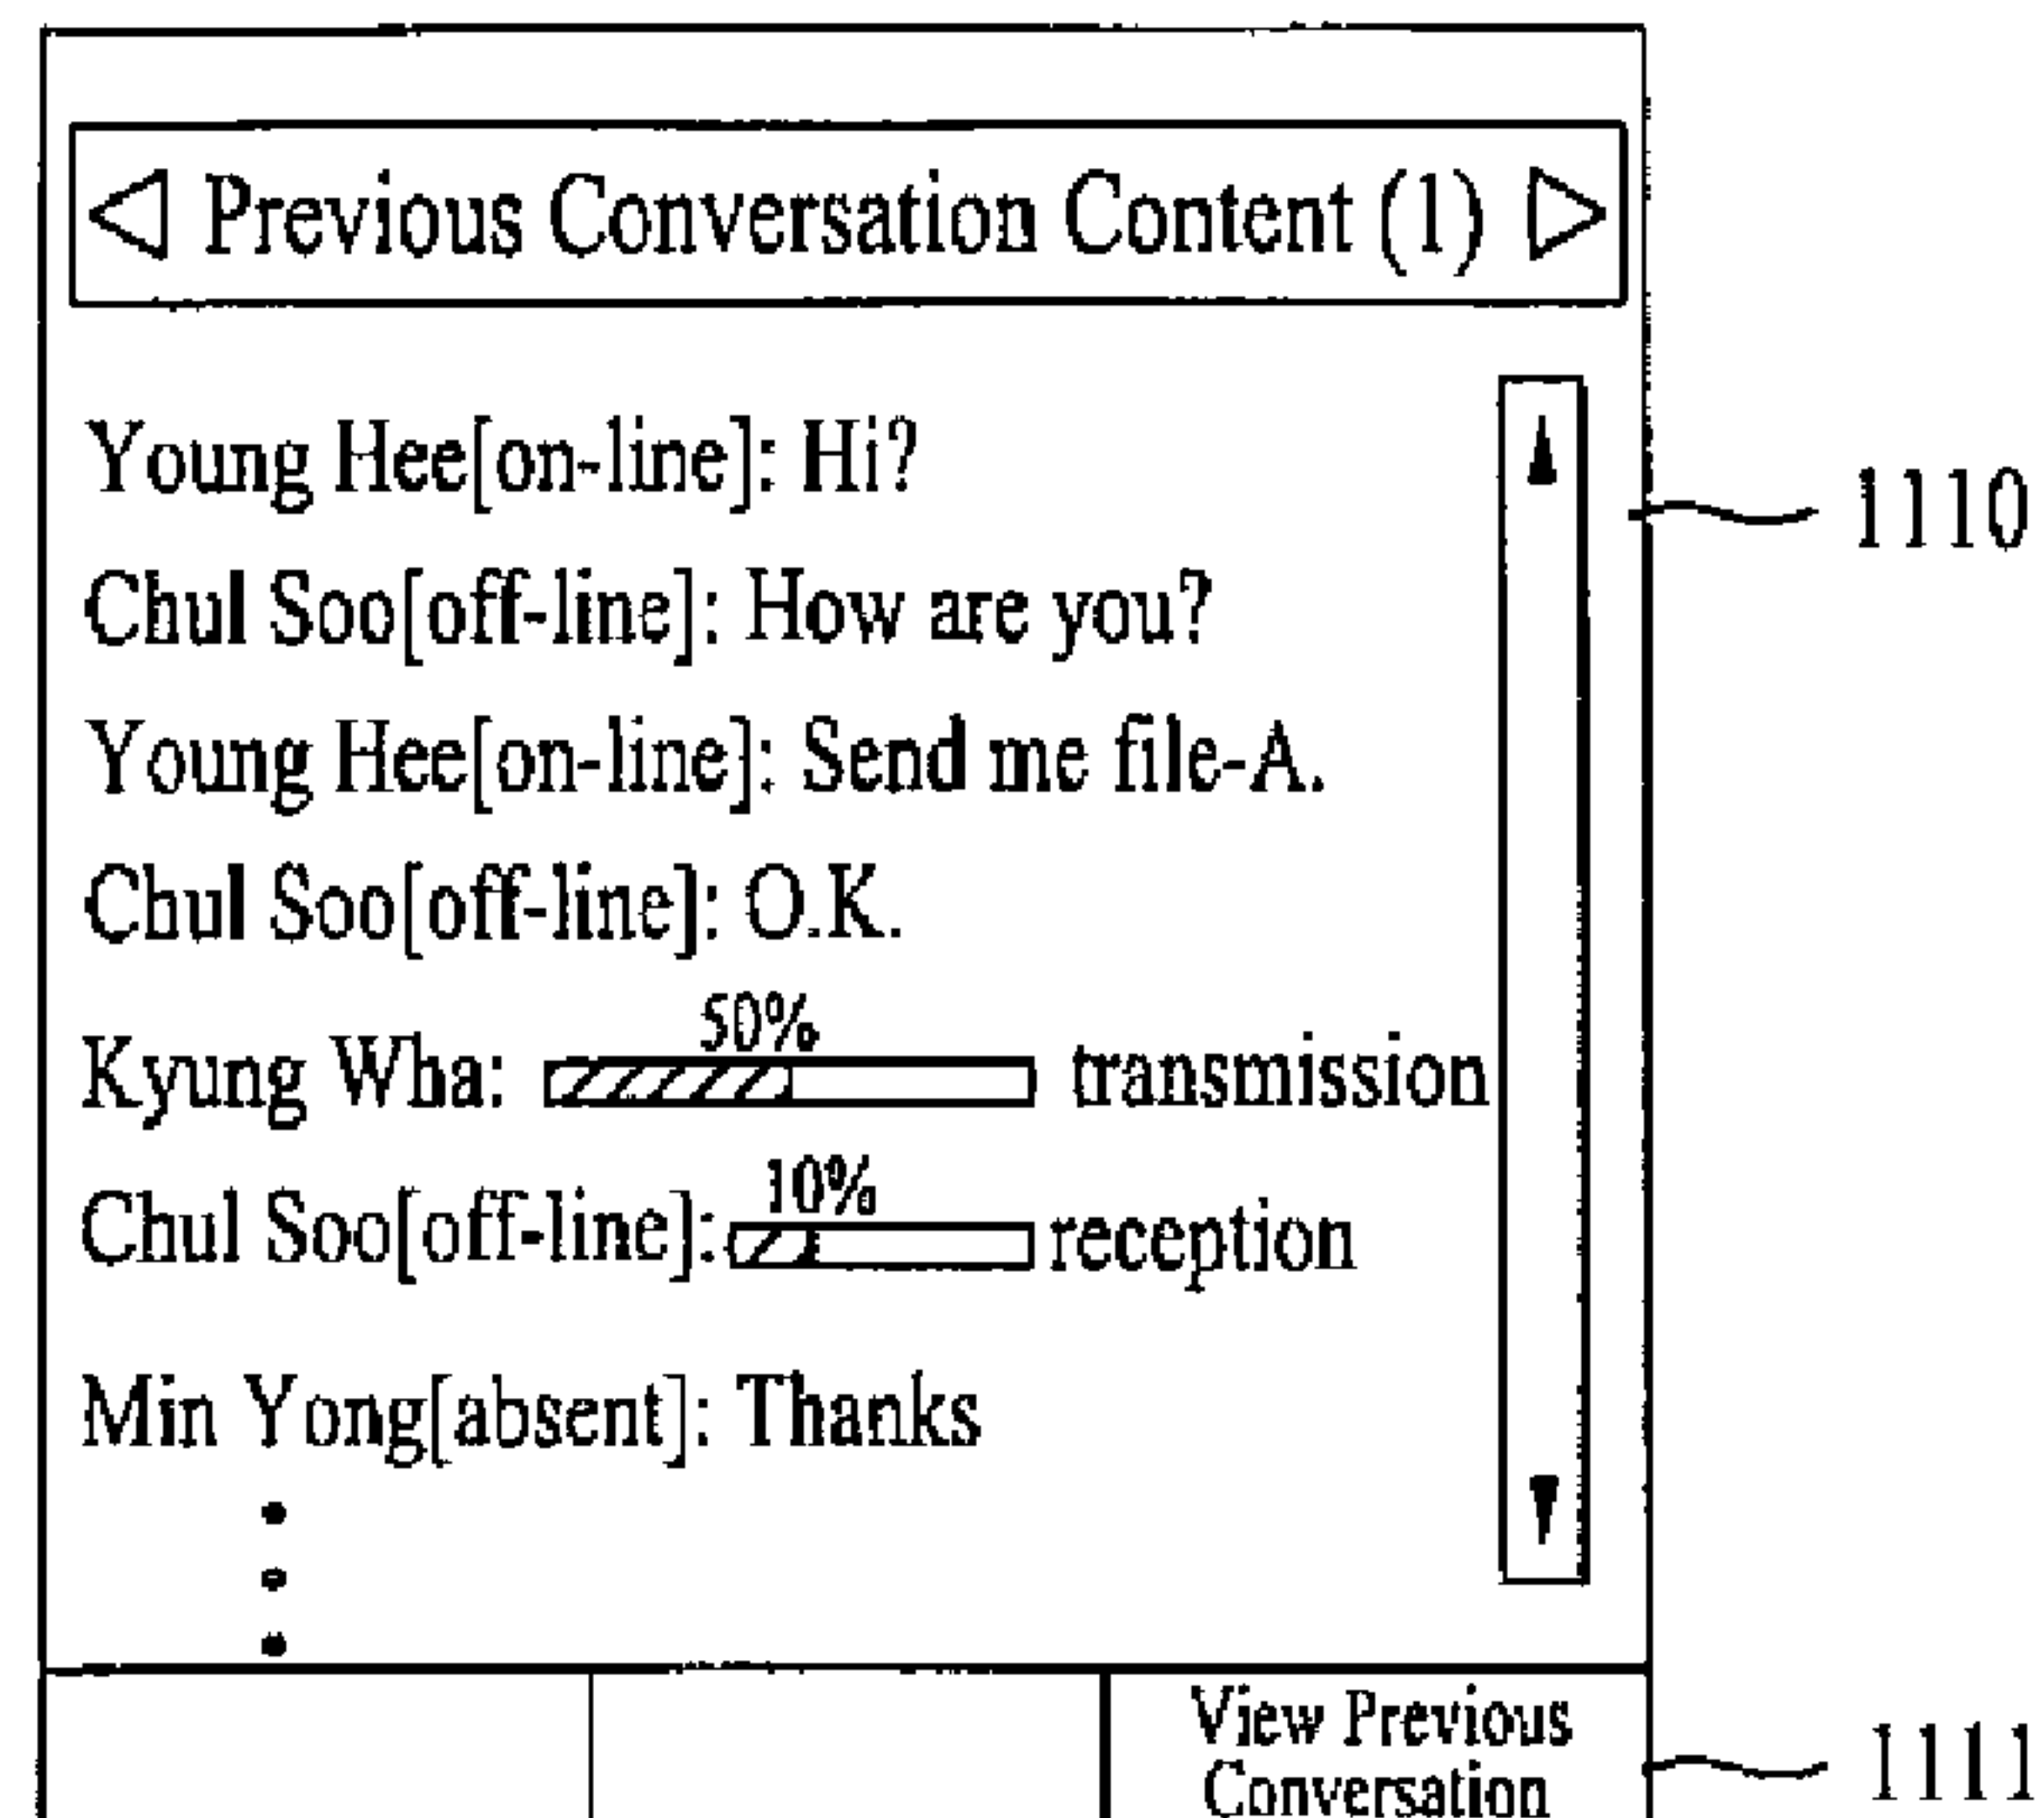 Previous Conversation Content (1)
Young Hee[on-line]: Hi?
1110
Chul Soo[off-line]: How are you?
Young Hee[on-line]: Send me file-A.
Chul Soo[off-line]: O.K.
50%
Kyung Wha: transmission
10%
Chul Soo[off-line]: reception
Min Yong[absent]: Thanks
View Previous
Conversation
1111